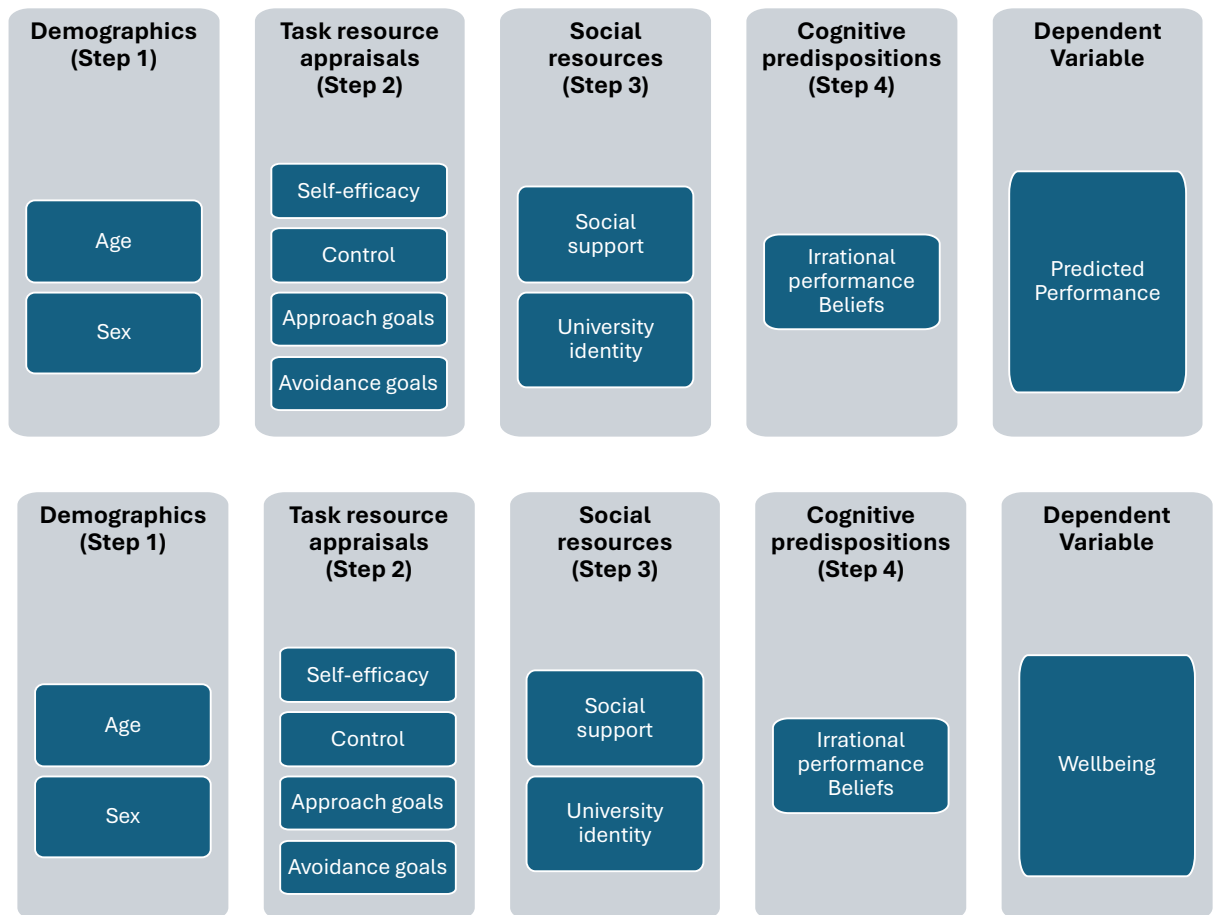 Demographics
(Step 1)
Age
Sex
Task resource
appraisals
(Step 2)
Self-efficacy
Control
Approach goals
Avoidance goals
Social
resources
(Step 3)
Social
support
University
identity
Cognitive
predispositions
(Step 4)
Irrational
performance
Beliefs
Dependent
Variable
Predicted
Performance
Demographics
(Step 1)
Age
Sex
Task resource
appraisals
(Step 2)
Self-efficacy
Control
Approach goals
Avoidance goals
Social
resources
(Step 3)
Social
support
University
identity
Cognitive
predispositions
(Step 4)
Irrational
performance
Beliefs
Dependent
Variable
Wellbeing